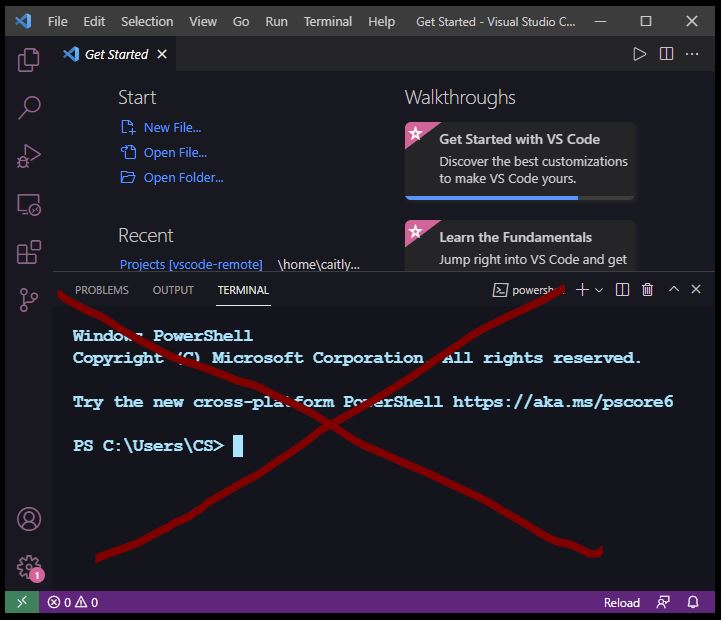 File Edit Selection View Go Run Terminal Help Get Started - Visual Studio C...
Get Started
Start
New File...
Open File...
Open Folder...
Recent
Projects [vscode-remote] \home\caitly...
Walkthroughs
Get Started with VS Code
Discover the best customizations
to make VS Code yours.
Learn the Fundamentals
Jump right into VS Code and get
PROBLEMS OUTPUT TERMINAL
Windows PowerShell
Copyright (C) Microsoft Corporation. All rights reserved.
Try the new cross-platform PowerShell https://aka.ms/pscore6
PS C:\Users\CS>
1
0 0 Reload